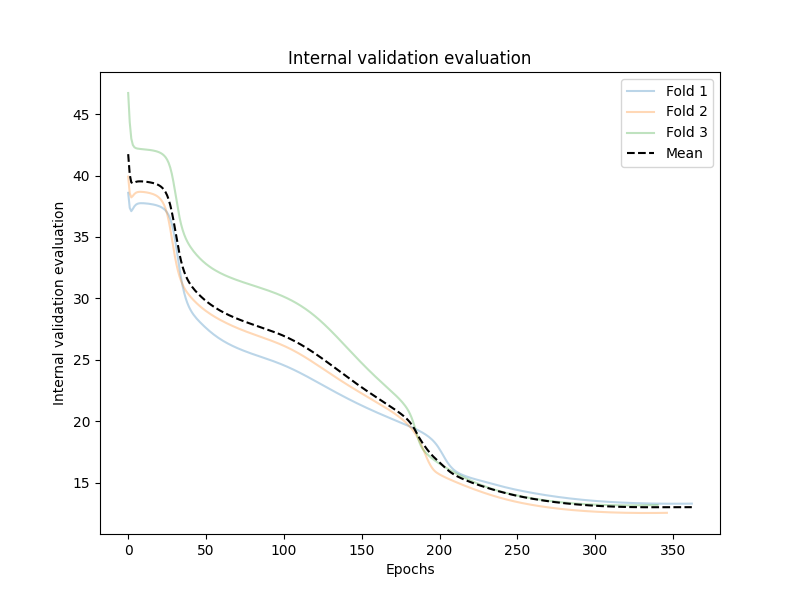 Internal validation evaluation
Fold 1
Fold 2
Fold 3
Mean
Internal validation evaluation
45
40
35
30
25
20
15
0 50 100 150 200 250 300 350
Epochs